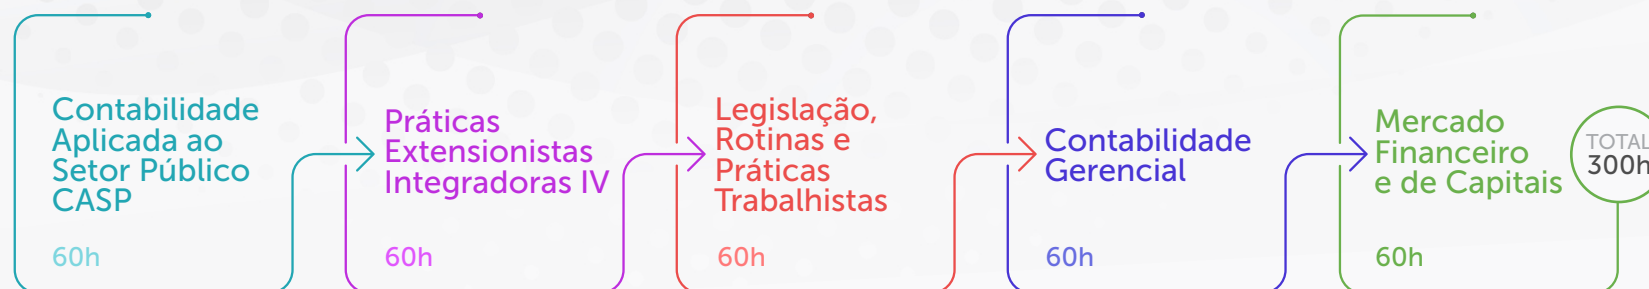 Contabilidade
Aplicada ao
Setor Público
CASP
60h
Práticas
Extensionistas
Integradoras IV
60h
Legislação,
Rotinas e
Práticas
Trabalhistas
60h
Contabilidade
Gerencial
60h
Mercado
Financeiro
e de Capitais
60h
TOTAL
300h